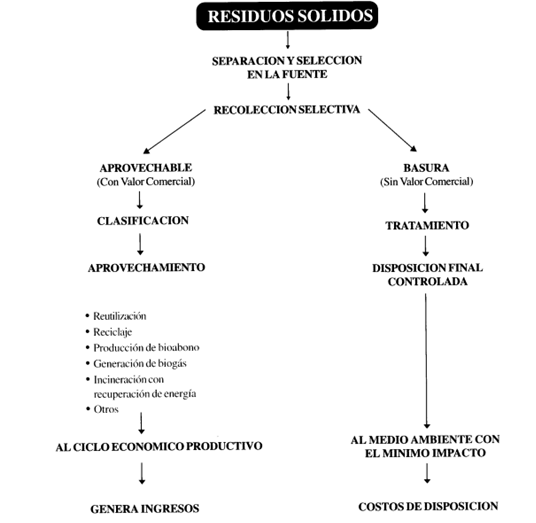 RESIDUOS SOLIDOS
SEPARACION Y SELECCION
EN LA FUENTE
RECOLECCION SELECTIVA
APROVECHABLE
(Con Valor Comercial)
CLASIFICACION
APROVECHAMIENTO
• Reutilización
• Reciclaje
• Producción de bioabono
• Generación de biogás
• Incineración con
recuperación de energía
• Otros
AL CICLO ECONOMICO PRODUCTIVO
GENERA INGRESOS
BASURA
(Sin Valor Comercial)
TRATAMIENTO
DISPOSICION FINAL
CONTROLADA
AL MEDIO AMBIENTE CON
EL MINIMO IMPACTO
COSTOS DE DISPOSICION